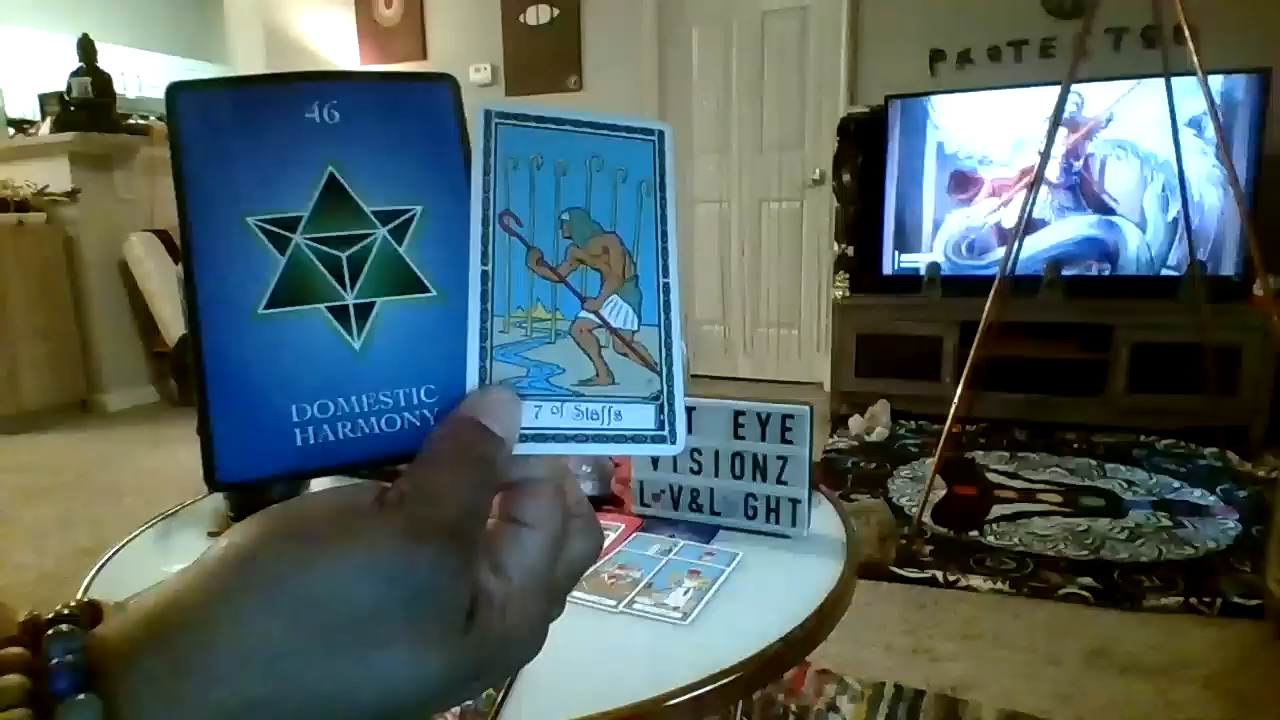 46
DOMESTIC
HARMONY
7 of Staffs
EYE
VISIONZ
L♥V&L GHT